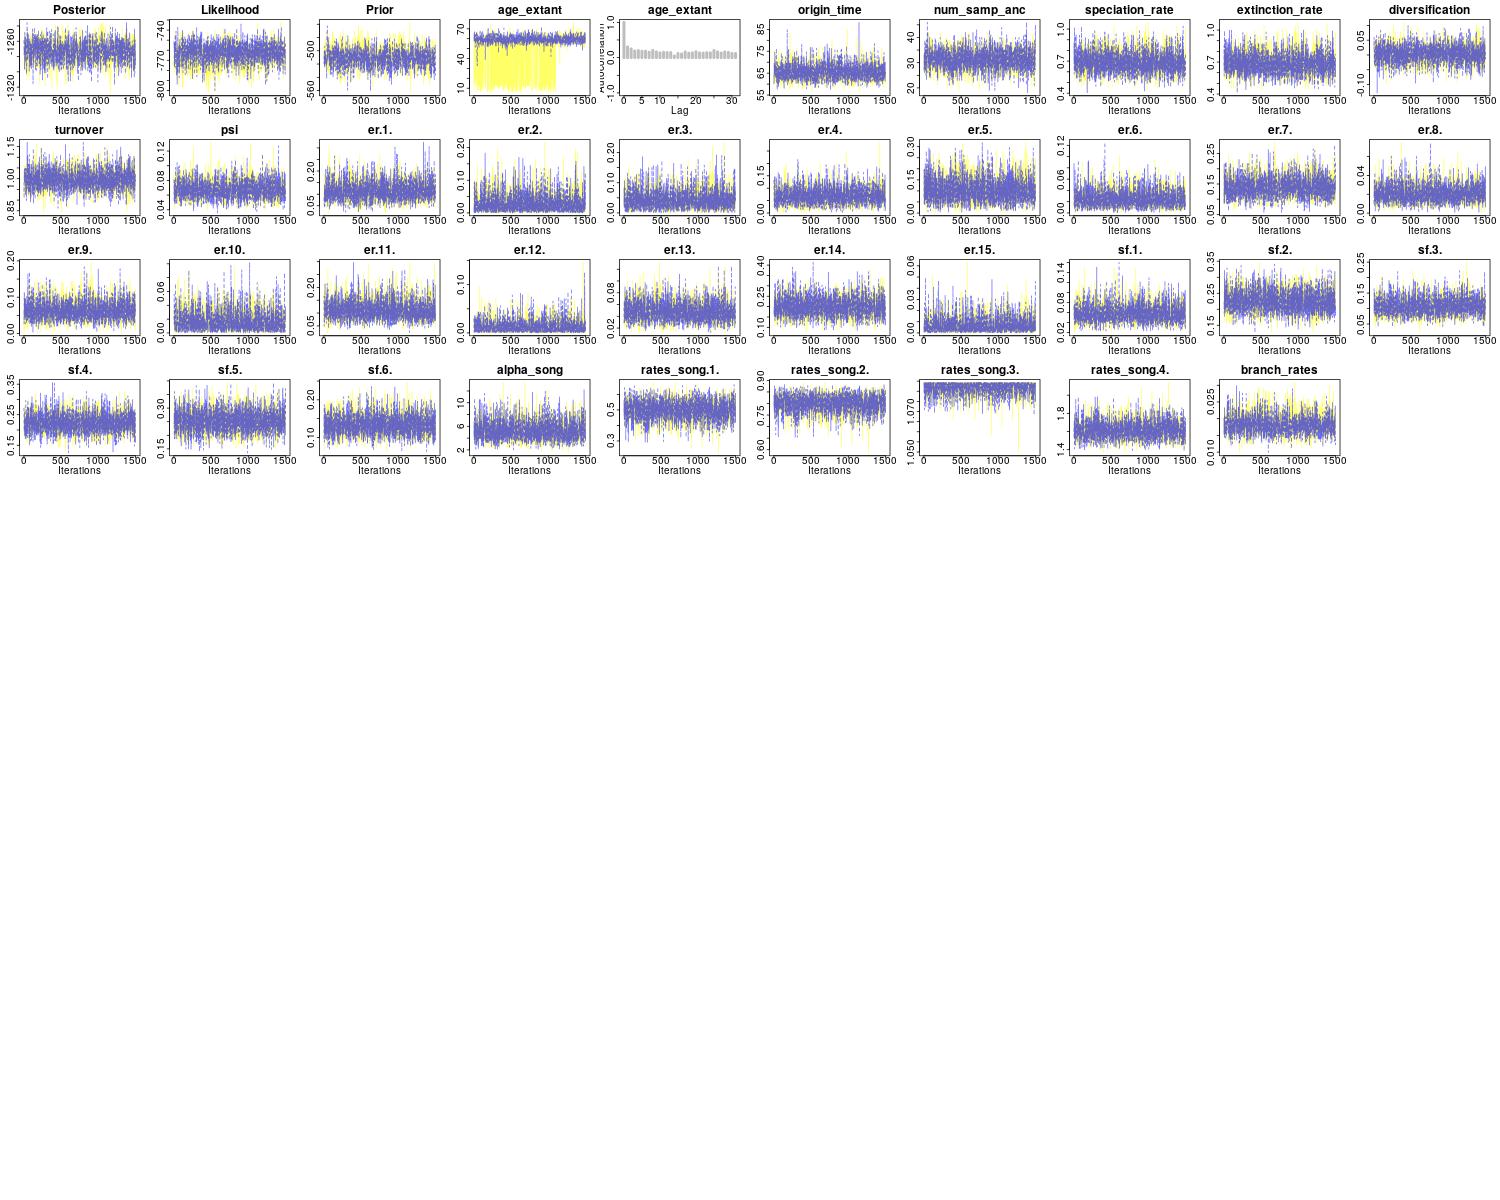 Posterior Likelihood Prior age_extant age_extant origin_time num_samp_anc speciation_rate extinction_rate diversification
-1320 -1260 -800 -770 -740 -560 -500 10 40 70 Autocorrelation -1.0 0.0 1.0 55 65 75 85 20 30 40 0.4 0.7 1.0 0.4 0.7 1.0 -0.10 0.05
0 500 1000 1500 0 500 1000 1500 0 500 1000 1500 0 500 1000 1500 0 5 10 20 30 0 500 1000 1500 0 500 1000 1500 0 500 1000 1500 0 500 1000 1500 0 500 1000 1500
Iterations Iterations Iterations Iterations Lag Iterations Iterations Iterations Iterations Iterations
turnover psi er.1. er.2. er.3. er.4. er.5. er.6. er.7. er.8.
0.85 1.00 1.15 0.04 0.08 0.12 0.05 0.20 0.00 0.10 0.20 0.00 0.10 0.20 0.00 0.15 0.00 0.15 0.30 0.00 0.06 0.12 0.05 0.15 0.25 0.00 0.04
0 500 1000 1500 0 500 1000 1500 0 500 1000 1500 0 500 1000 1500 0 500 1000 1500 0 500 1000 1500 0 500 1000 1500 0 500 1000 1500 0 500 1000 1500 0 500 1000 1500
Iterations Iterations Iterations Iterations Iterations Iterations Iterations Iterations Iterations Iterations
er.9. er.10. er.11. er.12. er.13. er.14. er.15. sf.1. sf.2. sf.3.
0.00 0.10 0.20 0.00 0.06 0.05 0.20 0.00 0.10 0.02 0.08 0.10 0.25 0.40 0.00 0.03 0.06 0.02 0.08 0.14 0.15 0.25 0.35 0.05 0.15 0.25
0 500 1000 1500 0 500 1000 1500 0 500 1000 1500 0 500 1000 1500 0 500 1000 1500 0 500 1000 1500 0 500 1000 1500 0 500 1000 1500 0 500 1000 1500 0 500 1000 1500
Iterations Iterations Iterations Iterations Iterations Iterations Iterations Iterations Iterations Iterations
sf.4. sf.5. sf.6. alpha_song rates_song.1. rates_song.2. rates_song.3. rates_song.4. branch_rates
0.15 0.25 0.35 0.15 0.30 0.10 0.20 2 6 10 0.3 0.5 0.60 0.75 0.90 1.050 1.070 1.4 1.8 0.010 0.025
0 500 1000 1500 0 500 1000 1500 0 500 1000 1500 0 500 1000 1500 0 500 1000 1500 0 500 1000 1500 0 500 1000 1500 0 500 1000 1500 0 500 1000 1500
Iterations Iterations Iterations Iterations Iterations Iterations Iterations Iterations Iterations